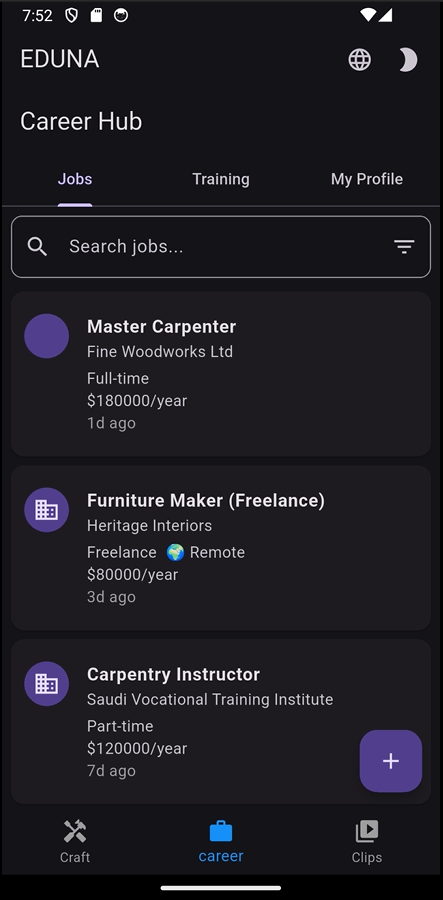 7:52
EDUNA
Career Hub
Jobs Training My Profile
Search jobs...
Master Carpenter
Fine Woodworks Ltd
Full-time
$180000/year
1d ago
Furniture Maker (Freelance)
Heritage Interiors
Freelance 🌍 Remote
$80000/year
3d ago
Carpentry Instructor
Saudi Vocational Training Institute
Part-time
$120000/year
7d ago
+
Craft career Clips